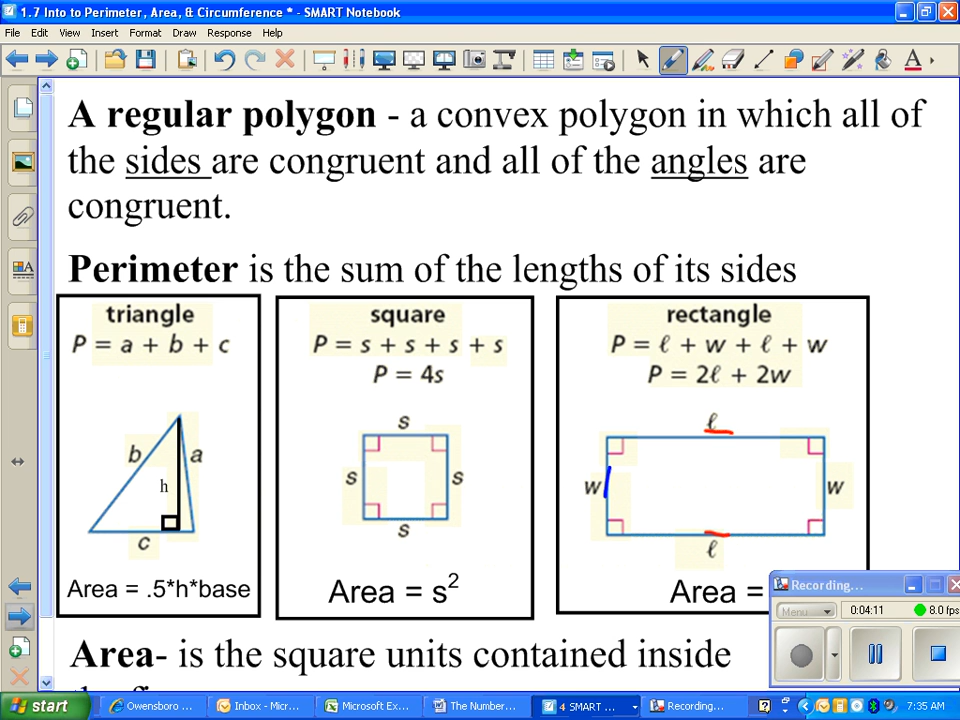 1.7 Into to Perimeter, Area, & Circumference * - SMART Notebook
File Edit View Insert Format Draw Response Help
A regular polygon - a convex polygon in which all of
the sides are congruent and all of the angles are
congruent.
Perimeter is the sum of the lengths of its sides
triangle
P = a + b + c
b
a
h
c
Area = .5*h*base
square
P = s + s + s + s
P = 4s
s
s
s
s
Area = s²
rectangle
P = ℓ + w + ℓ + w
P = 2ℓ + 2w
ℓ
w
w
ℓ
Area =
Recording...
Menu
0:04:11
8.0 fps
Area- is the square units contained inside
start
Owensboro ...
Inbox - Micr...
Microsoft Ex...
The Number...
4 SMART ...
Recording...
7:35 AM